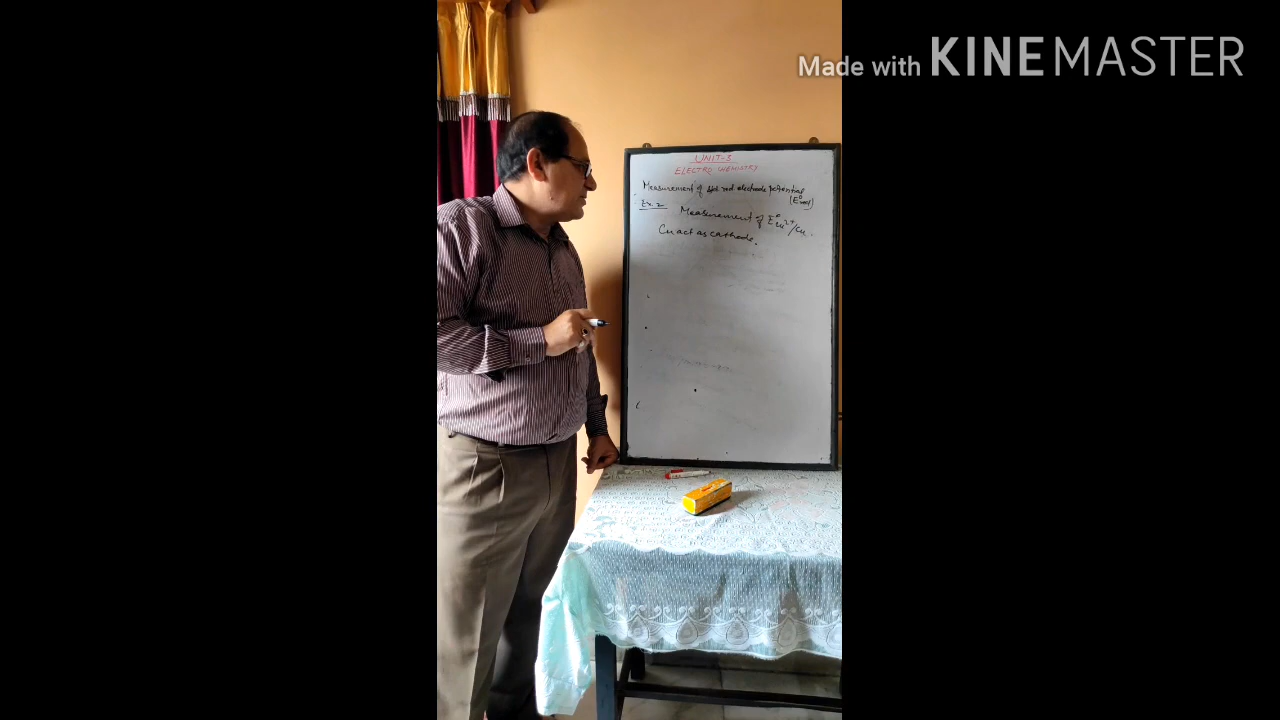 Made with KINEMASTER
UNIT-3
ELECTRO CHEMISTRY
Measurement of std. red. electrode potential
(E°red)
Ex. 2 Measurement of E°Cu2+/Cu.
Cu act as cathode.